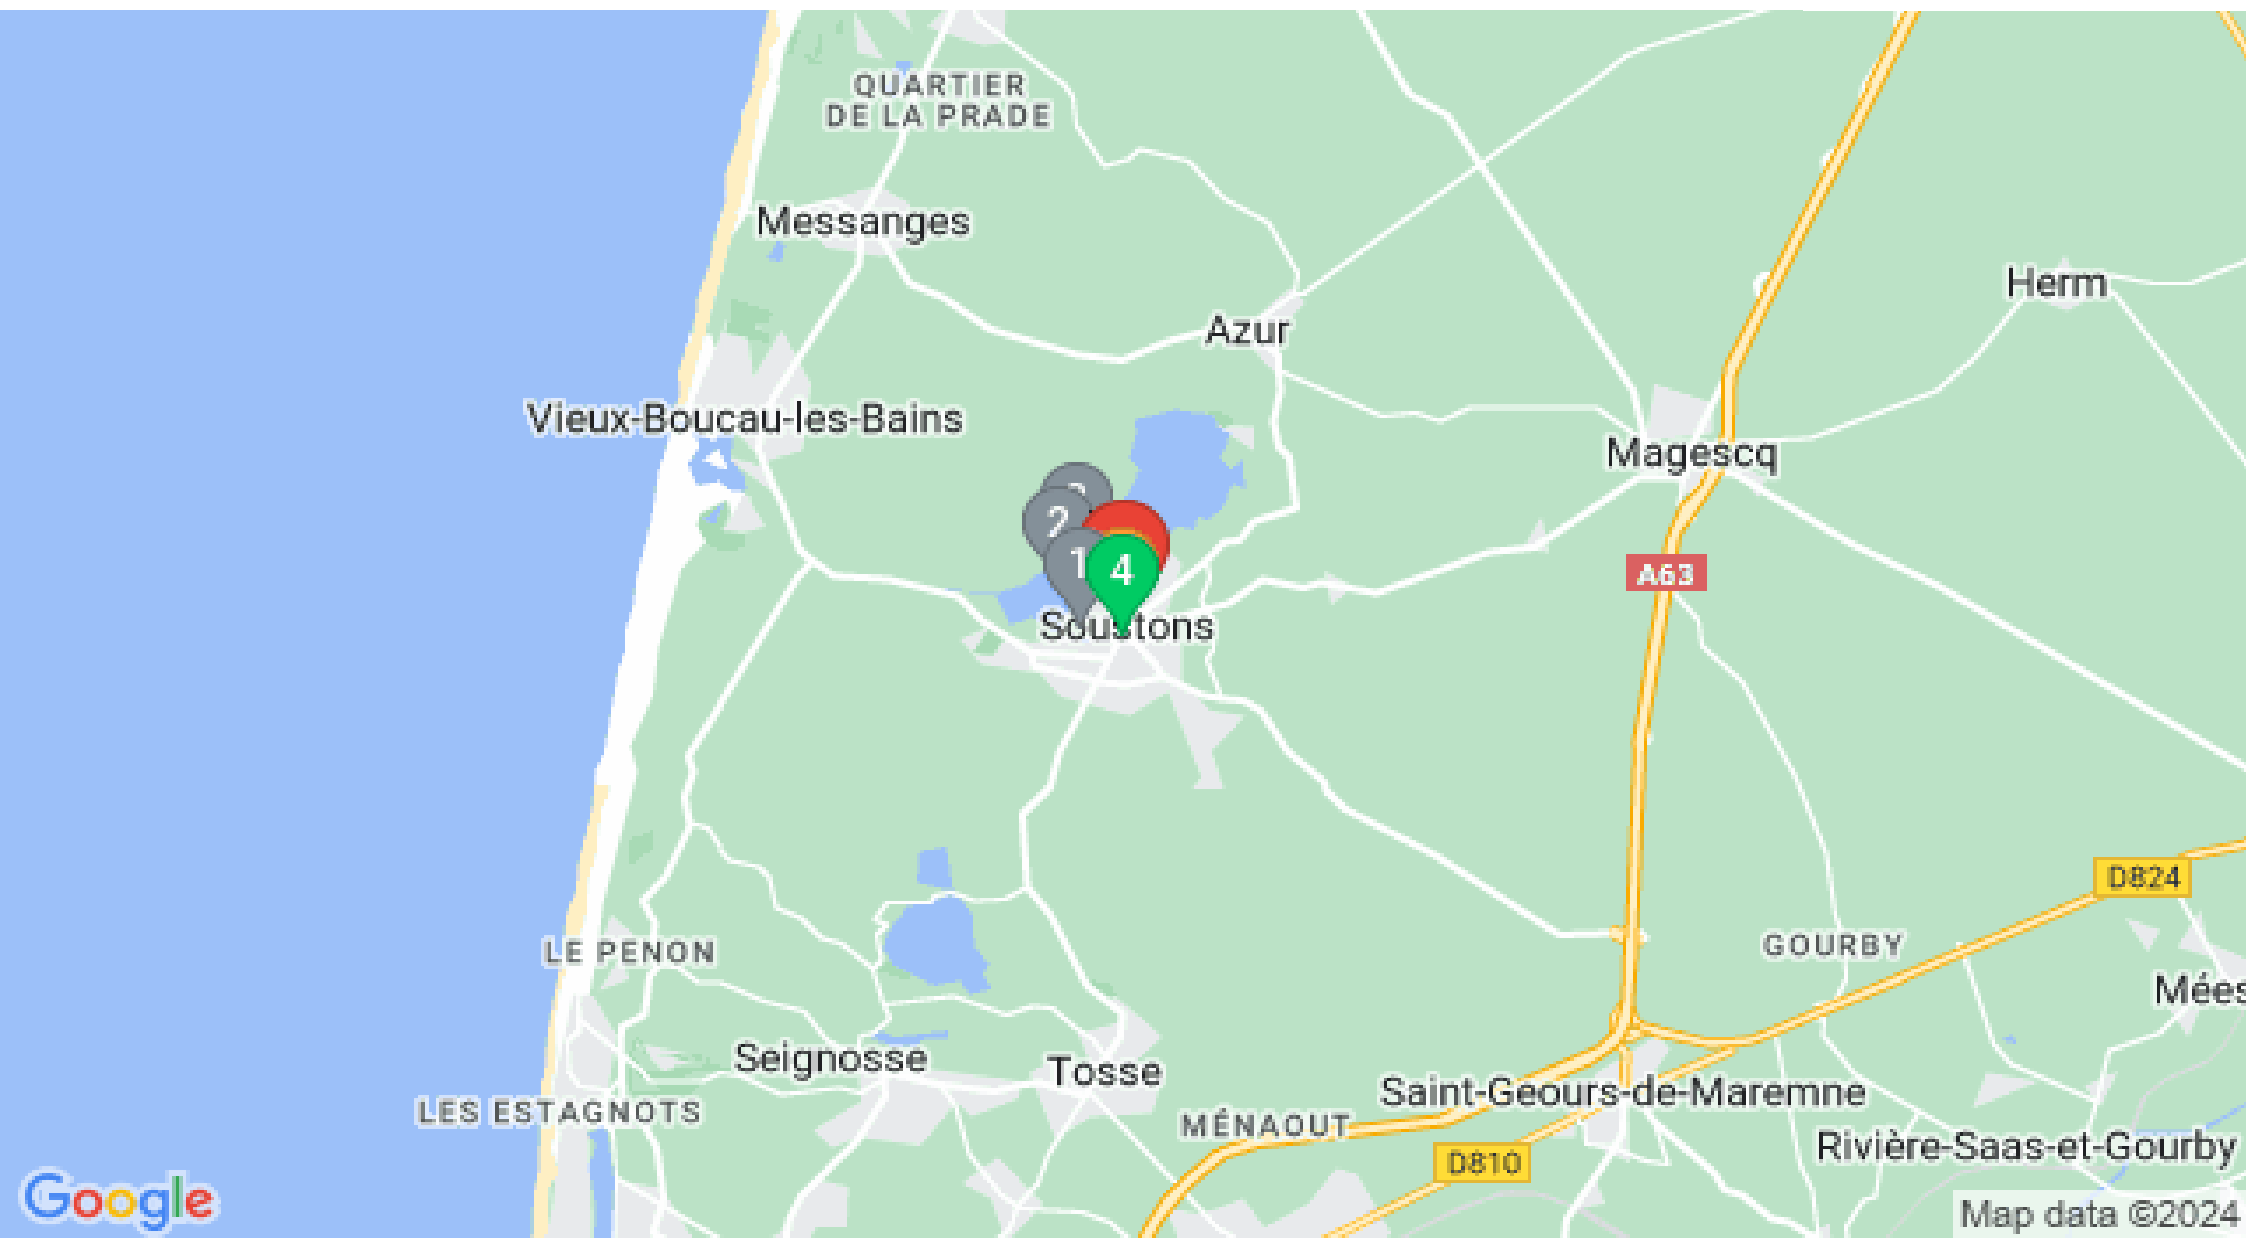 QUARTIER
DE LA PRADE
Messanges
Herm
Azur
Vieux-Boucau-les-Bains
Magescq
2
1
4
A63
Soustons
D824
LE PENON
GOURBY
Mées
Seignosse
Tosse
Saint-Geours-de-Maremne
LES ESTAGNOTS
MÉNAOUT
Rivière-Saas-et-Gourby
D810
Google
Map data ©2024